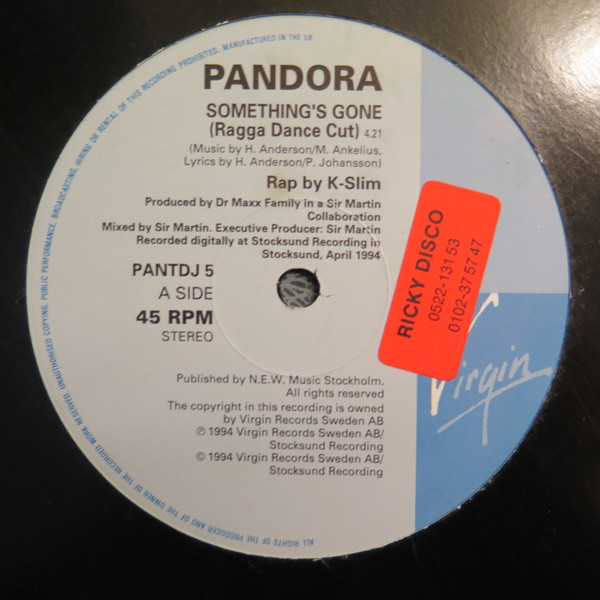 PANDORA
SOMETHING'S GONE
(Ragga Dance Cut) 4.21
(Music by H. Anderson/M. Ankelius,
Lyrics by H. Anderson/P. Johansson)
Rap by K-Slim
Produced by Dr Maxx Family in a Sir Martin
Collaboration
Mixed by Sir Martin. Executive Producer: Sir Martin
Recorded digitally at Stocksund Recording in
Stocksund, April 1994
PANTDJ 5
A SIDE
45 RPM
STEREO
Published by N.E.W. Music Stockholm.
All rights reserved
The copyright in this recording is owned
by Virgin Records Sweden AB
℗ 1994 Virgin Records Sweden AB/
Stocksund Recording
© 1994 Virgin Records Sweden AB/
Stocksund Recording
RICKY DISCO
0522-131 53
0102-37 57 47
Virgin
ALL RIGHTS OF THE PRODUCER AND OF THE OWNER OF THE RECORDED WORK RESERVED. UNAUTHORISED COPYING, PUBLIC PERFORMANCE, BROADCASTING, HIRING OR RENTAL OF THIS RECORDING PROHIBITED. MANUFACTURED IN THE UK